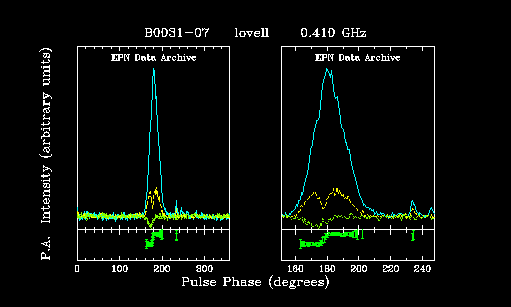 B0031-07 lovell 0.410 GHz
EPN Data Archive EPN Data Archive
P.A. Intensity (arbitrary units)
0 100 200 300 160 180 200 220 240
Pulse Phase (degrees)